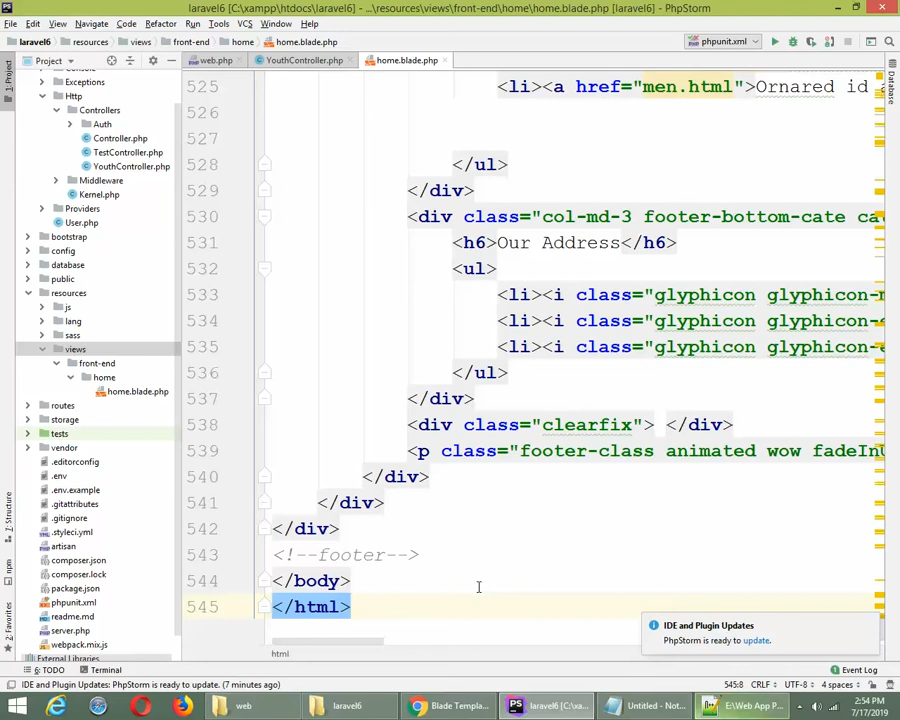 laravel6 [C:\xampp\htdocs\laravel6] - ...\resources\views\front-end\home\home.blade.php [laravel6] - PhpStorm
File Edit View Navigate Code Refactor Run Tools VCS Window Help
laravel6 resources views front-end home home.blade.php phpunit.xml
Project web.php YouthController.php home.blade.php
1: Project
Database
7: Structure
npm
2: Favorites
Console
Exceptions
Http
Controllers
Auth
Controller.php
TestController.php
YouthController.php
Middleware
Kernel.php
Providers
User.php
bootstrap
config
database
public
resources
js
lang
sass
views
front-end
home
home.blade.php
routes
storage
tests
vendor
.editorconfig
.env
.env.example
.gitattributes
.gitignore
.styleci.yml
artisan
composer.json
composer.lock
package.json
phpunit.xml
readme.md
server.php
webpack.mix.js
External Libraries
525 <li><a href="men.html">Ornared id
526
527
528 </ul>
529 </div>
530 <div class="col-md-3 footer-bottom-cate ca
531 <h6>Our Address</h6>
532 <ul>
533 <li><i class="glyphicon glyphicon-m
534 <li><i class="glyphicon glyphicon-e
535 <li><i class="glyphicon glyphicon-e
536 </ul>
537 </div>
538 <div class="clearfix"> </div>
539 <p class="footer-class animated wow fadeInU
540 </div>
541 </div>
542 </div>
543 <!--footer-->
544 </body>
545 </html>
html
IDE and Plugin Updates
PhpStorm is ready to update.
6: TODO Terminal Event Log
IDE and Plugin Updates: PhpStorm is ready to update. (7 minutes ago) 545:8 CRLF UTF-8 4 spaces
web laravel6 Blade Templa... laravel6 [C:\xa... Untitled - Not... E:\Web App P...
2:54 PM
7/17/2019